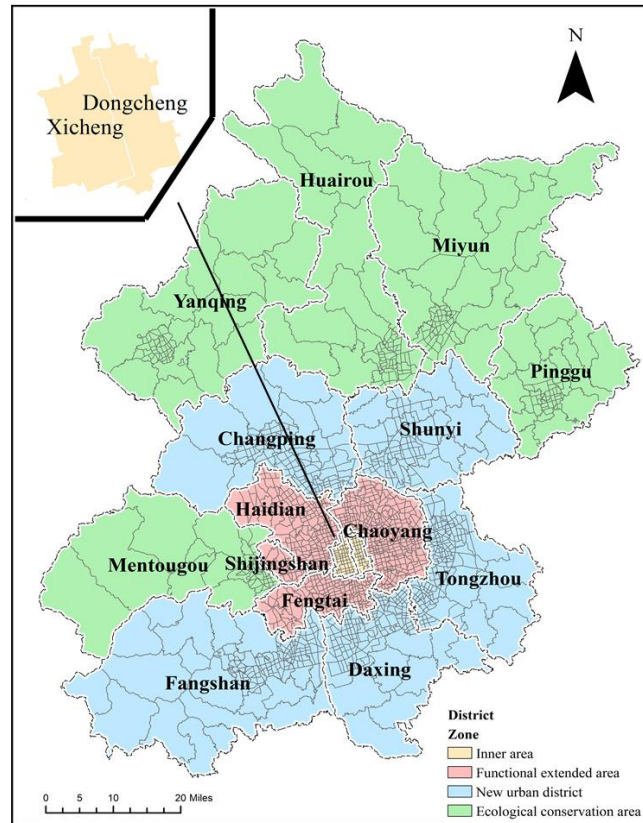 N
Dongcheng
Xicheng
Huairou
Miyun
Yanqing
Pinggu
Changping
Shunyi
Haidian
Chaoyang
Mentougou
Shijingshan
Tongzhou
Fengtai
Fangshan
Daxing
District
Zone
Inner area
Functional extended area
New urban district
Ecological conservation area
0 5 10 20 Miles